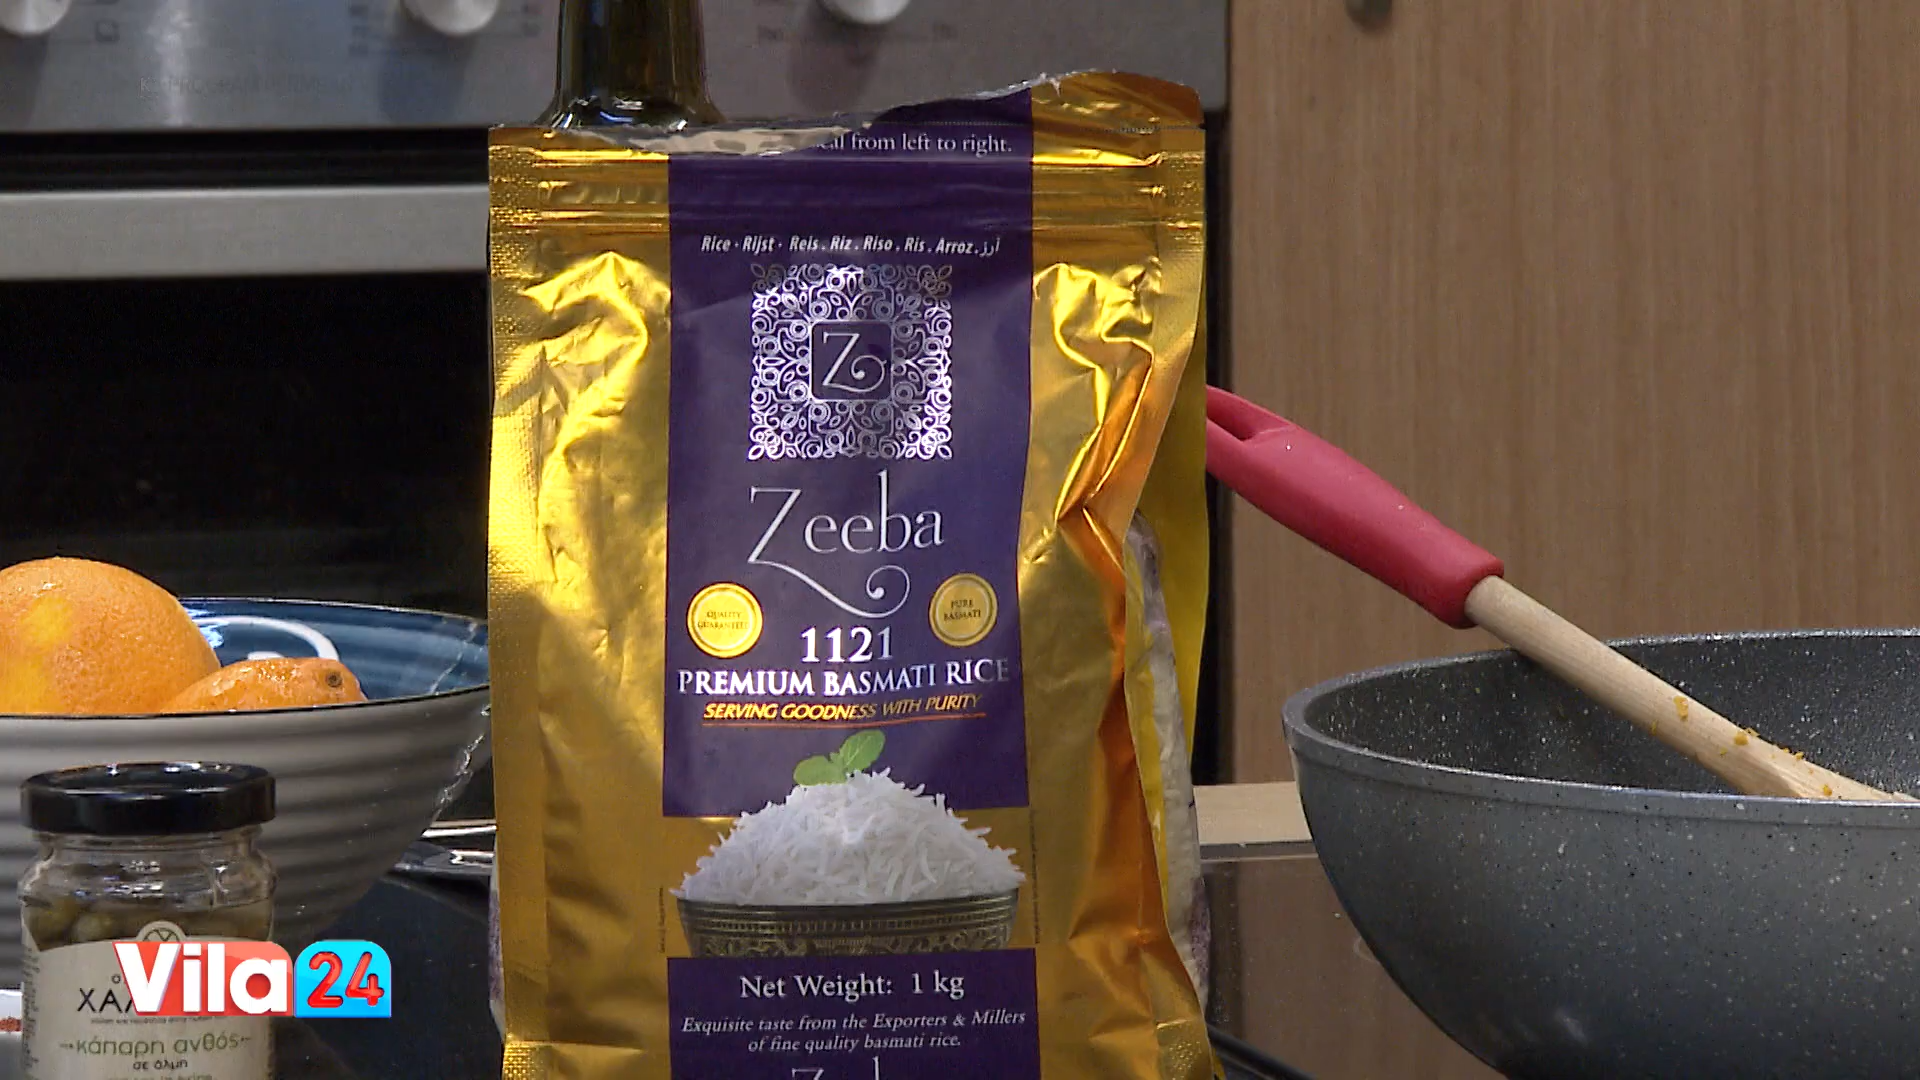 from left to right.
Rice · Rijst · Reis . Riz . Riso . Ris . Arroz . أرز
Z
Zeeba
QUALITY
GUARANTEED
PURE
BASMATI
1121
PREMIUM BASMATI RICE
SERVING GOODNESS WITH PURITY
Net Weight: 1 kg
Exquisite taste from the Exporters & Millers
of fine quality basmati rice.
Vila 24
κάπαρη ανθός
σε άλμη